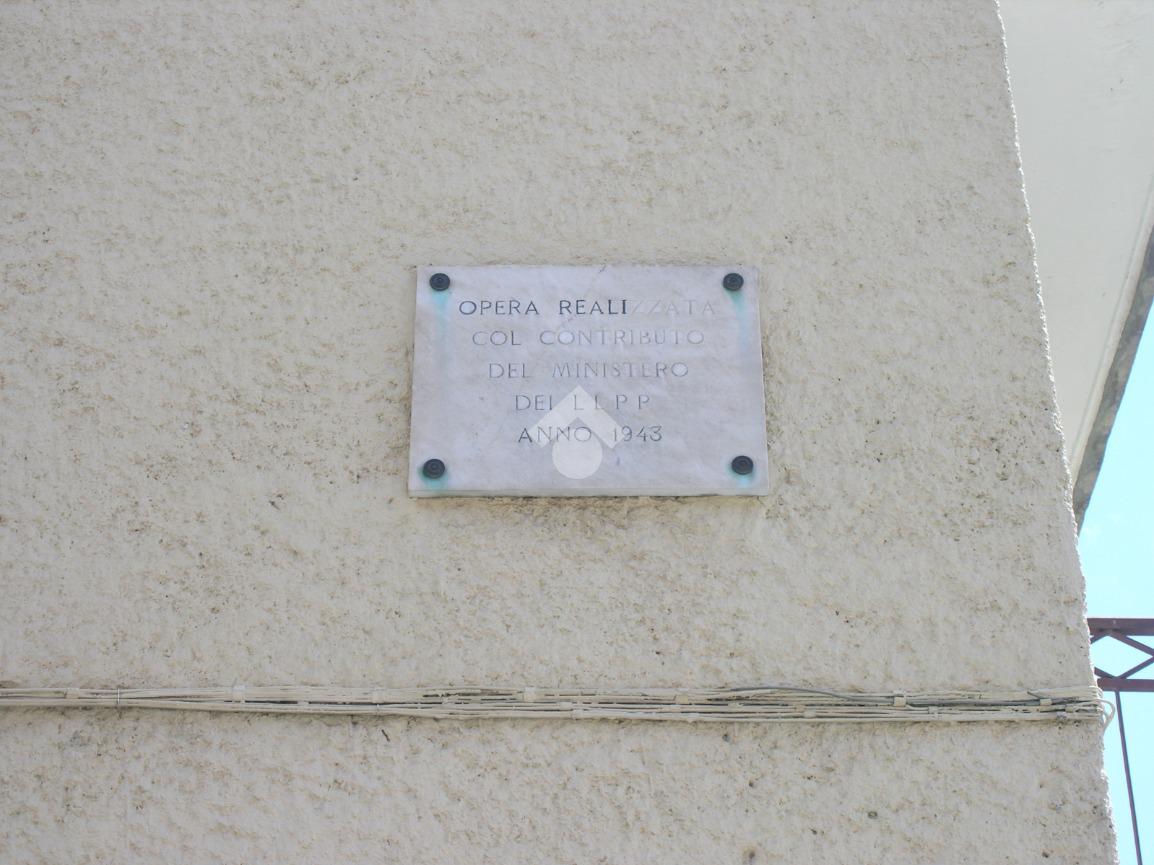 OPERA REALIZZATA
COL CONTRIBUTO
DEL MINISTERO
DEI L L P P
ANNO 1943